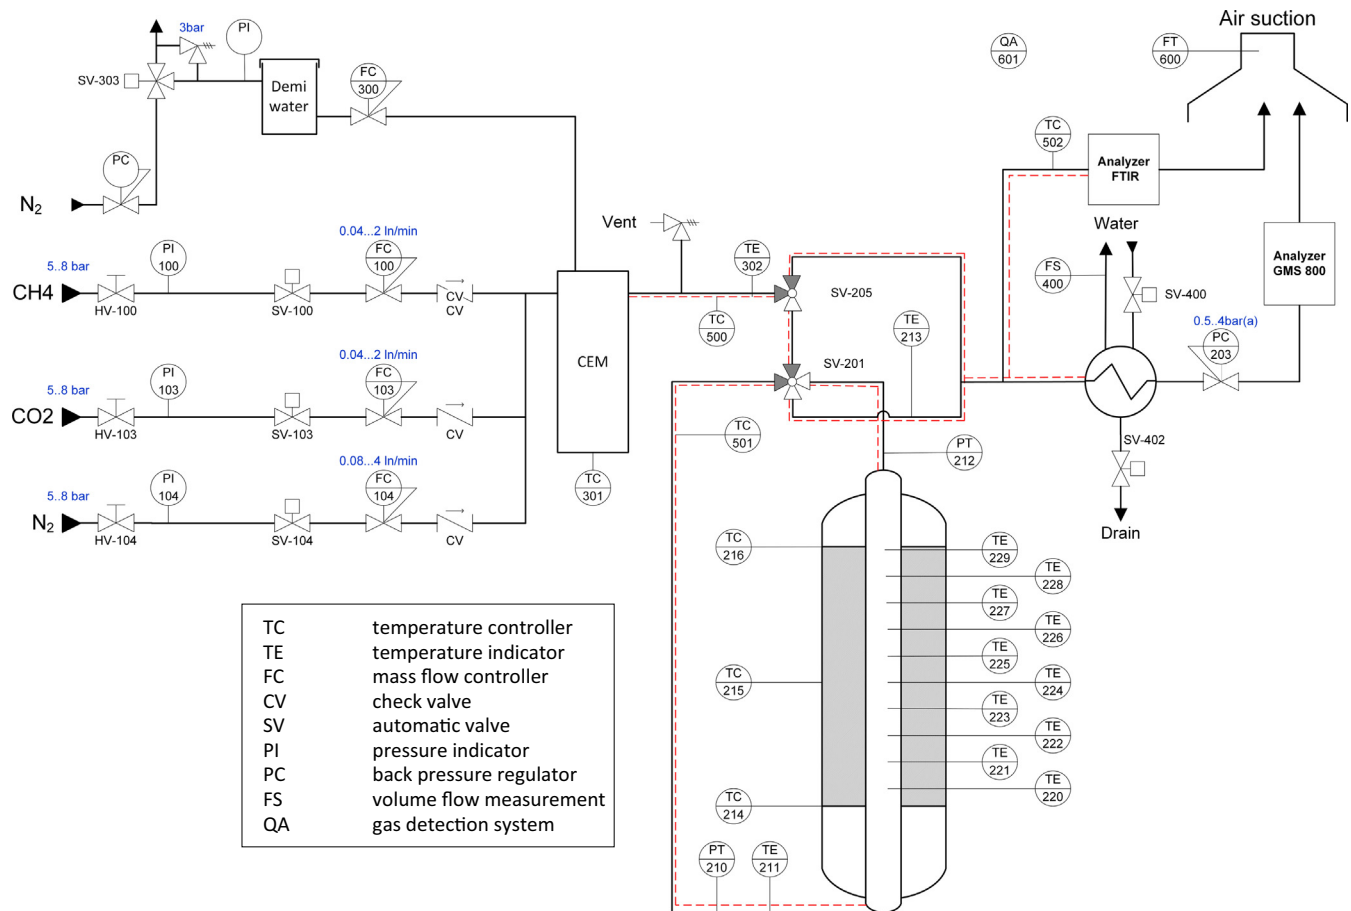 Air suction
3bar
PI
QA
601
FT
600
SV-303
FC
300
Demi
water
TC
502
Analyzer
FTIR
PC
N2
Vent
Water
0.04...2 ln/min
PI
100
FC
100
TE
302
FS
400
Analyzer
GMS 800
5..8 bar
CH4
HV-100
SV-100
CV
SV-205
SV-400
TC
500
TE
213
0.5..4bar(a)
PC
203
0.04...2 ln/min
CEM
SV-201
PI
103
FC
103
5..8 bar
CO2
HV-103
SV-103
CV
TC
501
PT
212
SV-402
0.08...4 ln/min
PI
104
FC
104
TC
301
5..8 bar
N2
HV-104
SV-104
CV
Drain
TC
216
TE
229
TE
228
TE
227
TE
226
TE
225
TC
215
TE
224
TE
223
TE
222
TE
221
TE
220
TC
214
PT
210
TE
211
TC temperature controller
TE temperature indicator
FC mass flow controller
CV check valve
SV automatic valve
PI pressure indicator
PC back pressure regulator
FS volume flow measurement
QA gas detection system